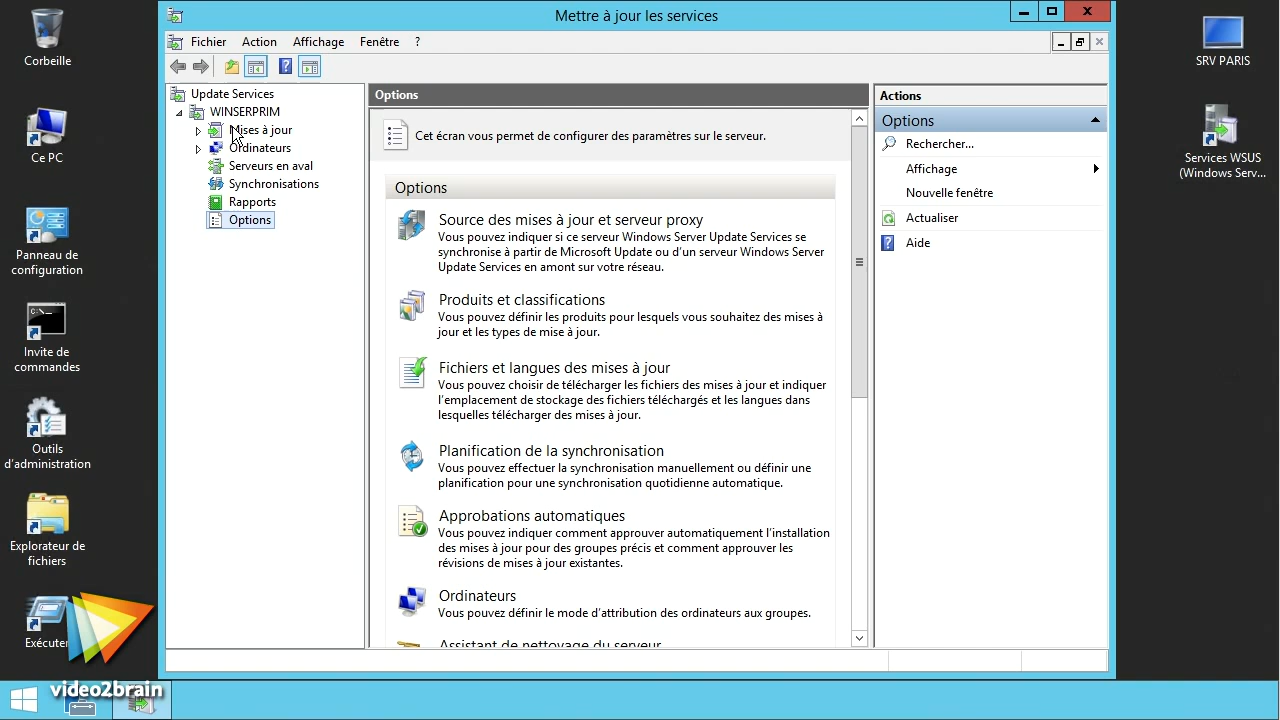 Corbeille
Ce PC
Panneau de
configuration
Invite de
commandes
Outils
d'administration
Explorateur de
fichiers
Exécuter
video2brain
Mettre à jour les services
Fichier Action Affichage Fenêtre ?
Update Services
WINSERPRIM
Mises à jour
Ordinateurs
Serveurs en aval
Synchronisations
Rapports
Options
Options
Cet écran vous permet de configurer des paramètres sur le serveur.
Options
Source des mises à jour et serveur proxy
Vous pouvez indiquer si ce serveur Windows Server Update Services se
synchronise à partir de Microsoft Update ou d'un serveur Windows Server
Update Services en amont sur votre réseau.
Produits et classifications
Vous pouvez définir les produits pour lesquels vous souhaitez des mises à
jour et les types de mise à jour.
Fichiers et langues des mises à jour
Vous pouvez choisir de télécharger les fichiers des mises à jour et indiquer
l'emplacement de stockage des fichiers téléchargés et les langues dans
lesquelles télécharger des mises à jour.
Planification de la synchronisation
Vous pouvez effectuer la synchronisation manuellement ou définir une
planification pour une synchronisation quotidienne automatique.
Approbations automatiques
Vous pouvez indiquer comment approuver automatiquement l'installation
des mises à jour pour des groupes précis et comment approuver les
révisions de mises à jour existantes.
Ordinateurs
Vous pouvez définir le mode d'attribution des ordinateurs aux groupes.
Assistant de nettoyage du serveur
Actions
Options
Rechercher...
Affichage
Nouvelle fenêtre
Actualiser
Aide
SRV PARIS
Services WSUS
(Windows Serv...